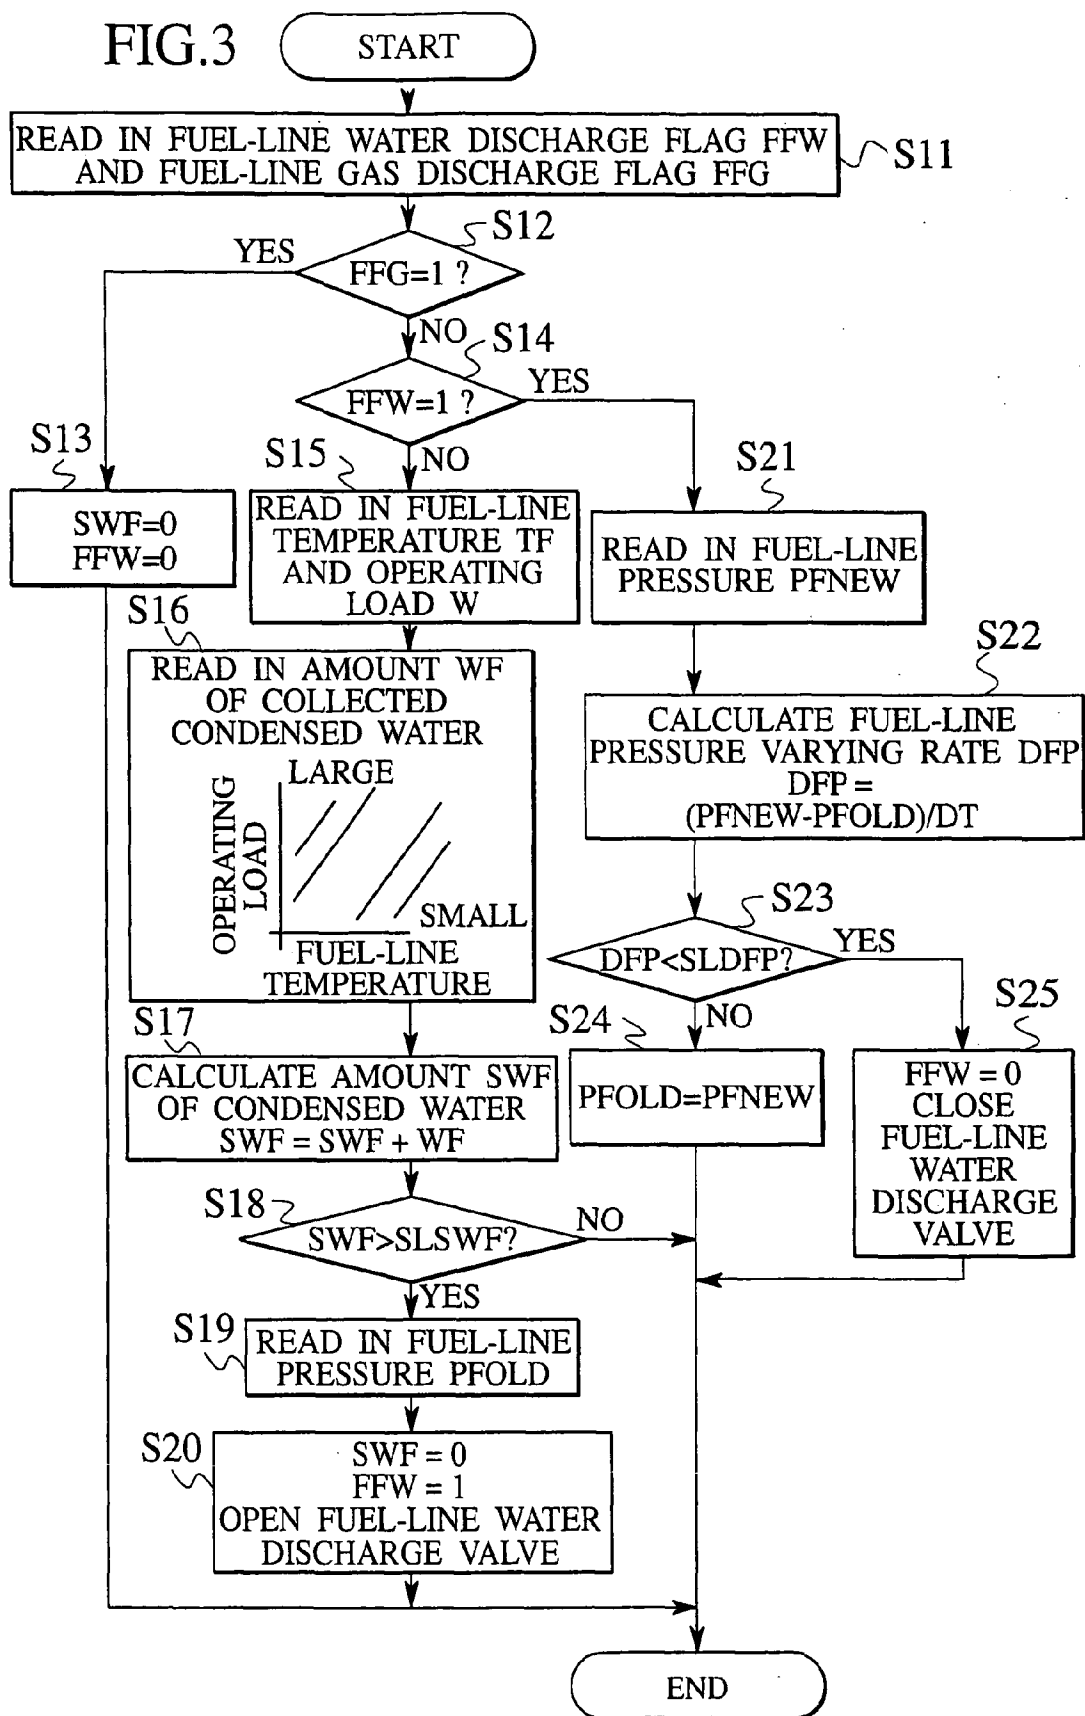 FIG.3
START
READ IN FUEL-LINE WATER DISCHARGE FLAG FFW
AND FUEL-LINE GAS DISCHARGE FLAG FFG
S11
S12
YES
FFG=1 ?
NO
S14
FFW=1 ?
YES
NO
S13
SWF=0
FFW=0
S15
READ IN FUEL-LINE
TEMPERATURE TF
AND OPERATING
LOAD W
S21
READ IN FUEL-LINE
PRESSURE PFNEW
S16
READ IN AMOUNT WF
OF COLLECTED
CONDENSED WATER
LARGE
OPERATING
LOAD
SMALL
FUEL-LINE
TEMPERATURE
S22
CALCULATE FUEL-LINE
PRESSURE VARYING RATE DFP
DFP =
(PFNEW-PFOLD)/DT
S23
DFP<SLDFP?
YES
NO
S17
CALCULATE AMOUNT SWF
OF CONDENSED WATER
SWF = SWF + WF
S24
PFOLD=PFNEW
S25
FFW = 0
CLOSE
FUEL-LINE
WATER
DISCHARGE
VALVE
S18
SWF>SLSWF?
NO
YES
S19
READ IN FUEL-LINE
PRESSURE PFOLD
S20
SWF = 0
FFW = 1
OPEN FUEL-LINE WATER
DISCHARGE VALVE
END